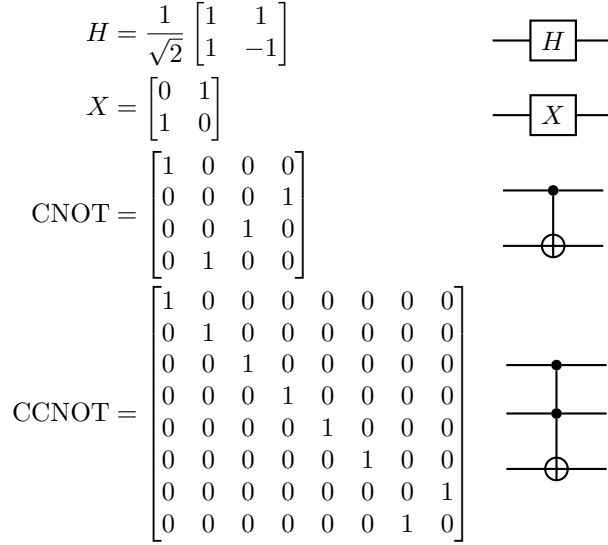 H = 1/√2 [1 1; 1 −1] H
X = [0 1; 1 0] X
CNOT = [1 0 0 0; 0 0 0 1; 0 0 1 0; 0 1 0 0]
CCNOT = [1 0 0 0 0 0 0 0; 0 1 0 0 0 0 0 0; 0 0 1 0 0 0 0 0; 0 0 0 1 0 0 0 0; 0 0 0 0 1 0 0 0; 0 0 0 0 0 1 0 0; 0 0 0 0 0 0 0 1; 0 0 0 0 0 0 1 0]